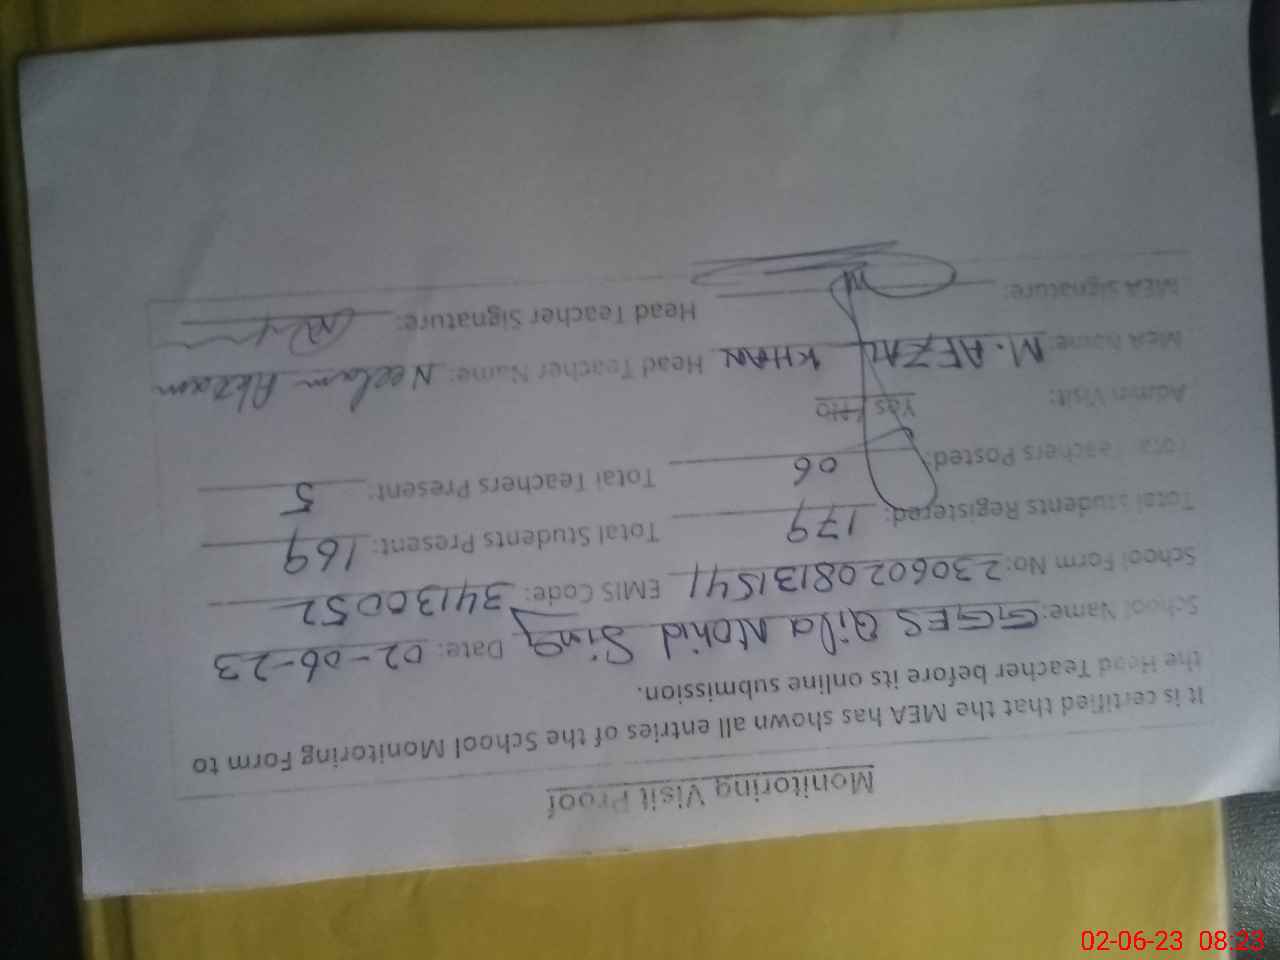 Monitoring Visit Proof
It is certified that the MEA has shown all entries of the School Monitoring Form to
the Head Teacher before its online submission.
School Name: GGES Qila Mohid Sing Date: 02-06-23
School Form No: 23060208131541 EMIS Code: 34130052
Total Students Registered: 179 Total Students Present: 169
Total Teachers Posted: 06 Total Teachers Present: 5
Admin Visit: Yes / No
MEA Name: M. AFZAL KHAN Head Teacher Name: Neelam Akram
MEA Signature: Head Teacher Signature:
02-06-23 08:23